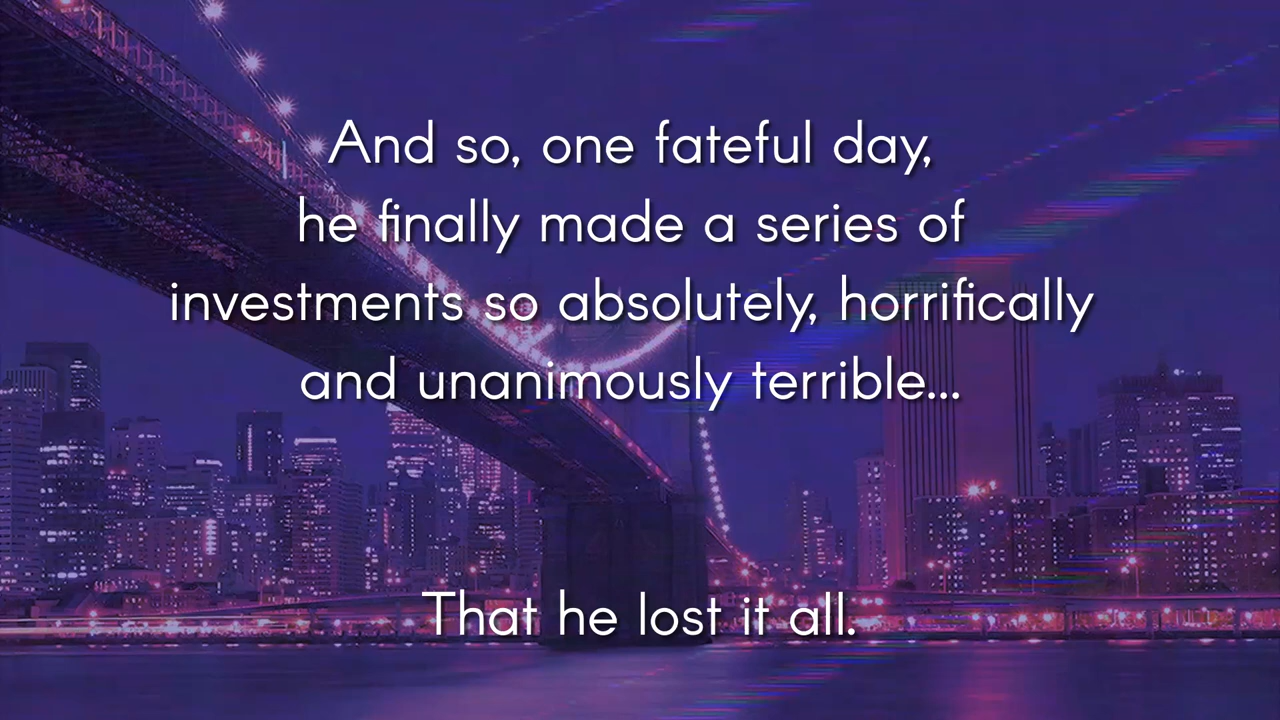 And so, one fateful day,
he finally made a series of
investments so absolutely, horrifically
and unanimously terrible...
That he lost it all.